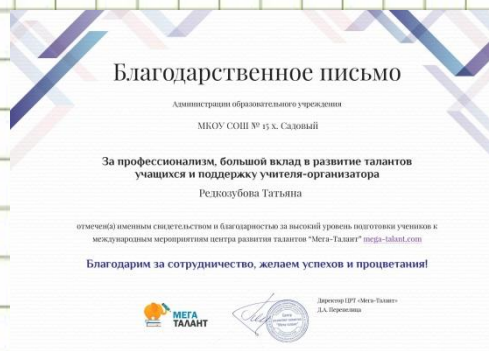 Благодарственное письмо
Администрации образовательного учреждения
МКОУ СОШ № 15 х. Садовый
За профессионализм, большой вклад в развитие талантов
учащихся и поддержку учителя-организатора
Редкозубова Татьяна
отмечен(а) именным свидетельством и благодарностью за высокий уровень подготовки учеников к
международным мероприятиям центра развития талантов "Мега-Талант" mega-talant.com
Благодарим за сотрудничество, желаем успехов и процветания!
МЕГА
ТАЛАНТ
Директор ЦРТ «Мега-Талант»
Д.А. Перепелица